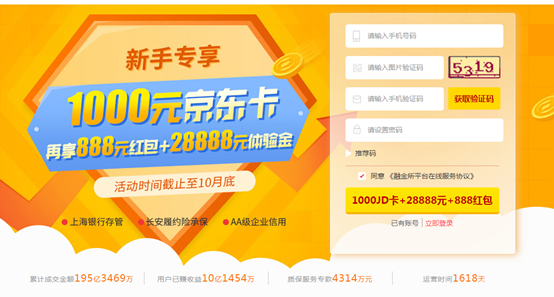 新手专享
1000元京东卡
再享888元红包+28888元体验金
活动时间截止至10月底
上海银行存管 长安履约险承保 AA级企业信用
请输入手机号码
请输入图片验证码 5319
请输入手机验证码 获取验证码
请设置密码
推荐码
同意 《融金所平台在线服务协议》
1000JD卡+28888元+888红包
已有账号 立即登录
累计成交金额195亿3469万 用户已赚收益10亿1454万 质保服务专款4314万元 运营时间1618天